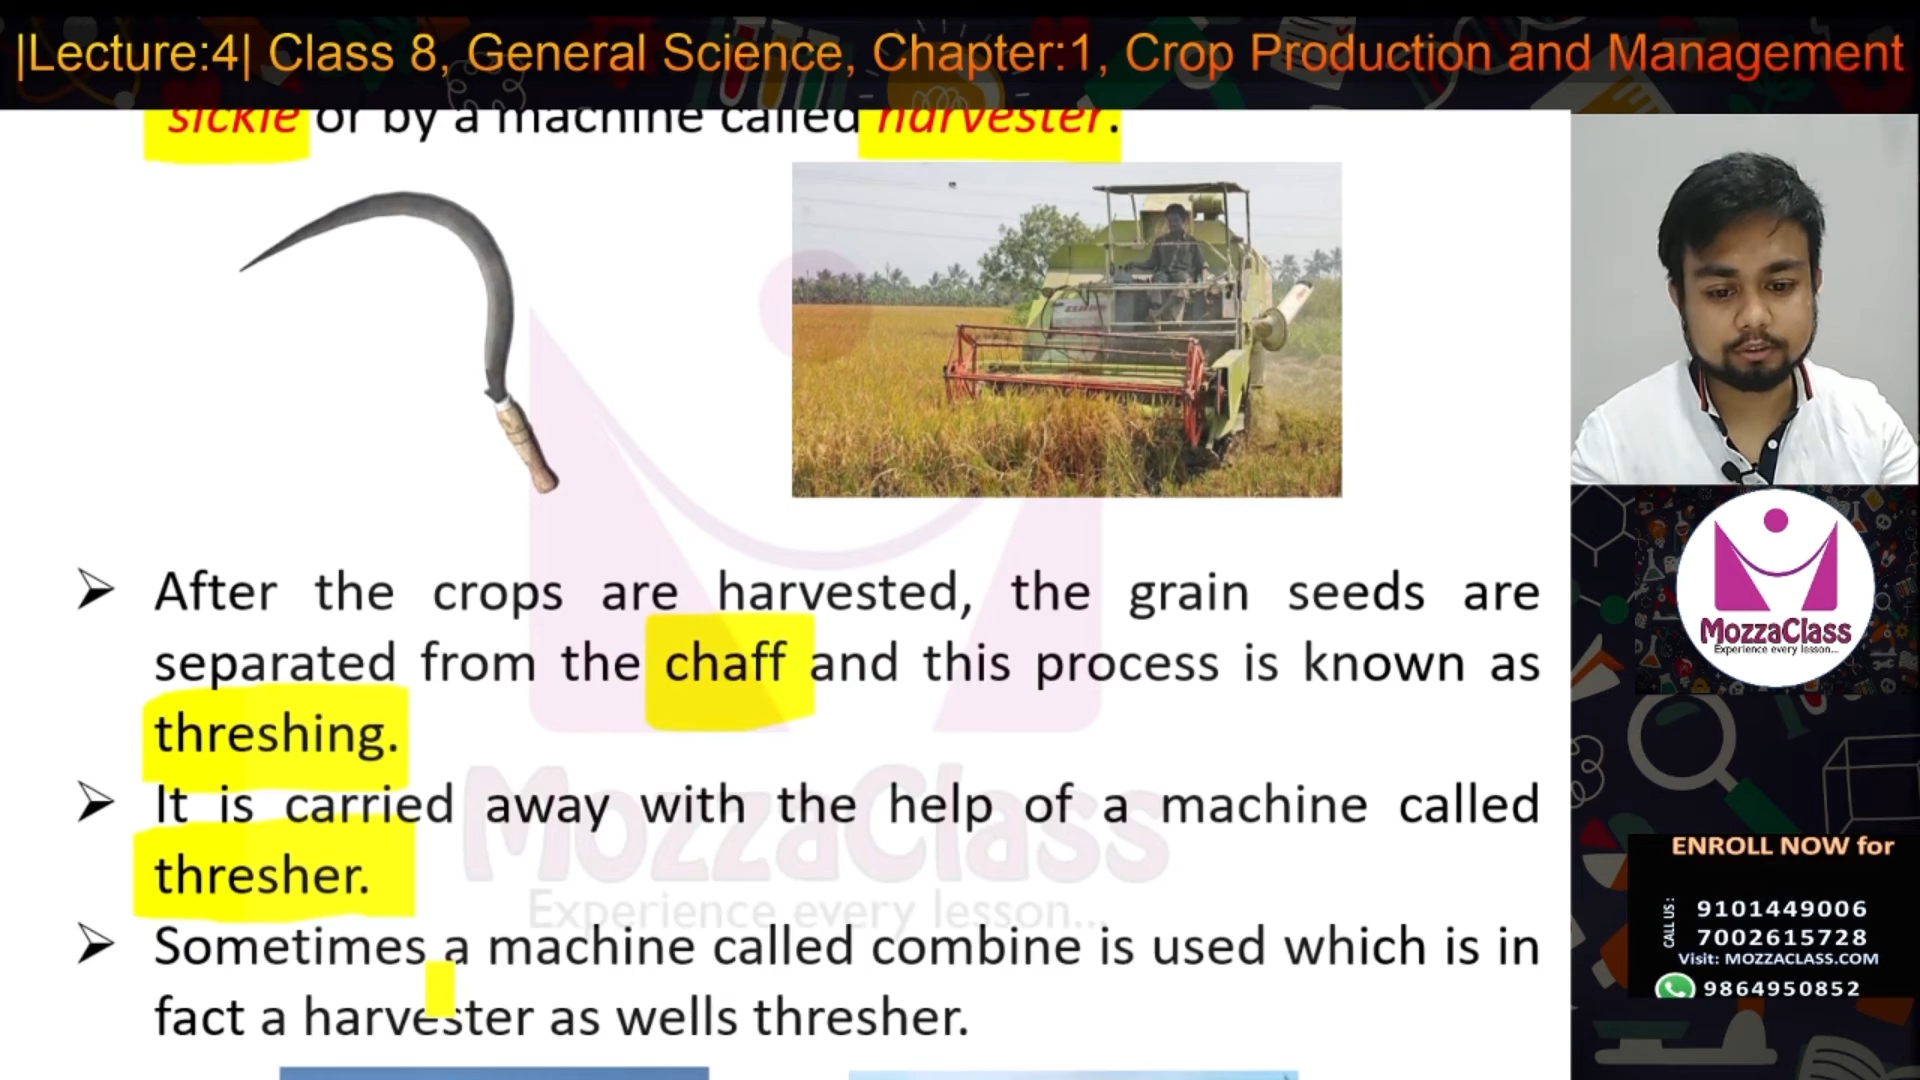 |Lecture:4| Class 8, General Science, Chapter:1, Crop Production and Management
sickle or by a machine called harvester.
After the crops are harvested, the grain seeds are
separated from the chaff and this process is known as
threshing.
It is carried away with the help of a machine called
thresher.
Sometimes a machine called combine is used which is in
fact a harvester as wells thresher.
MozzaClass
Experience every lesson...
MozzaClass
Experience every lesson...
ENROLL NOW for
CALL US :
9101449006
7002615728
Visit: MOZZACLASS.COM
9864950852